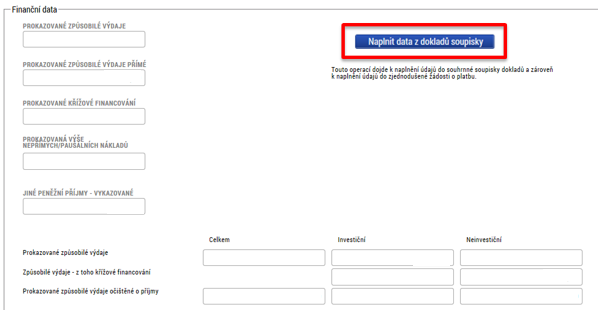 Finanční data
PROKAZOVANÉ ZPŮSOBILÉ VÝDAJE
Naplnit data z dokladů soupisky
PROKAZOVANÉ ZPŮSOBILÉ VÝDAJE PŘÍMÉ
Touto operací dojde k naplnění údajů do souhrnné soupisky dokladů a zároveň
k naplnění údajů do zjednodušené žádosti o platbu.
PROKAZOVANÉ KŘÍŽOVÉ FINANCOVÁNÍ
PROKAZOVANÁ VÝŠE
NEPŘÍMÝCH/PAUŠÁLNÍCH NÁKLADŮ
JINÉ PENĚŽNÍ PŘÍJMY - VYKAZOVANÉ
Celkem
Investiční
Neinvestiční
Prokazované způsobilé výdaje
Způsobilé výdaje - z toho křížové financování
Prokazované způsobilé výdaje očištěné o příjmy